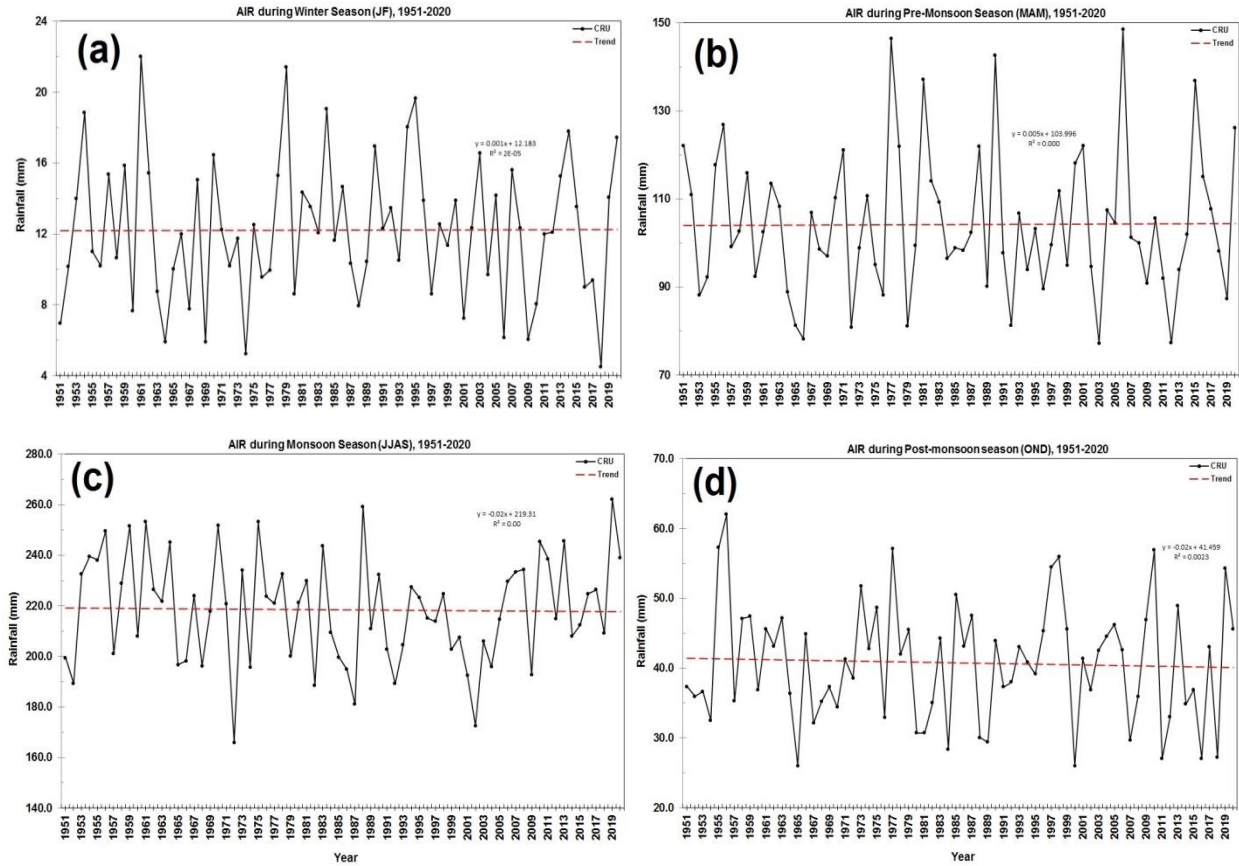 AIR during Winter Season (JF), 1951-2020
(a)
CRU
Trend
24
20
16
12
8
4
Rainfall (mm)
y = 0.001x + 12.183
R² = 2E-05
1951 1953 1955 1957 1959 1961 1963 1965 1967 1969 1971 1973 1975 1977 1979 1981 1983 1985 1987 1989 1991 1993 1995 1997 1999 2001 2003 2005 2007 2009 2011 2013 2015 2017 2019
AIR during Pre-Monsoon Season (MAM), 1951-2020
(b)
CRU
Trend
150
130
110
90
70
Rainfall (mm)
y = 0.005x + 103.996
R² = 0.000
1951 1953 1955 1957 1959 1961 1963 1965 1967 1969 1971 1973 1975 1977 1979 1981 1983 1985 1987 1989 1991 1993 1995 1997 1999 2001 2003 2005 2007 2009 2011 2013 2015 2017 2019
AIR during Monsoon Season (JJAS), 1951-2020
(c)
CRU
Trend
260.0
280.0
240.0
220.0
200.0
180.0
160.0
140.0
Rainfall (mm)
y = -0.02x + 219.31
R² = 0.00
1951 1953 1955 1957 1959 1961 1963 1965 1967 1969 1971 1973 1975 1977 1979 1981 1983 1985 1987 1989 1991 1993 1995 1997 1999 2001 2003 2005 2007 2009 2011 2013 2015 2017 2019
Year
AIR during Post-monsoon season (OND), 1951-2020
(d)
CRU
Trend
70.0
60.0
50.0
40.0
30.0
20.0
Rainfall (mm)
y = -0.02x + 41.459
R² = 0.0023
1951 1953 1955 1957 1959 1961 1963 1965 1967 1969 1971 1973 1975 1977 1979 1981 1983 1985 1987 1989 1991 1993 1995 1997 1999 2001 2003 2005 2007 2009 2011 2013 2015 2017 2019
Year